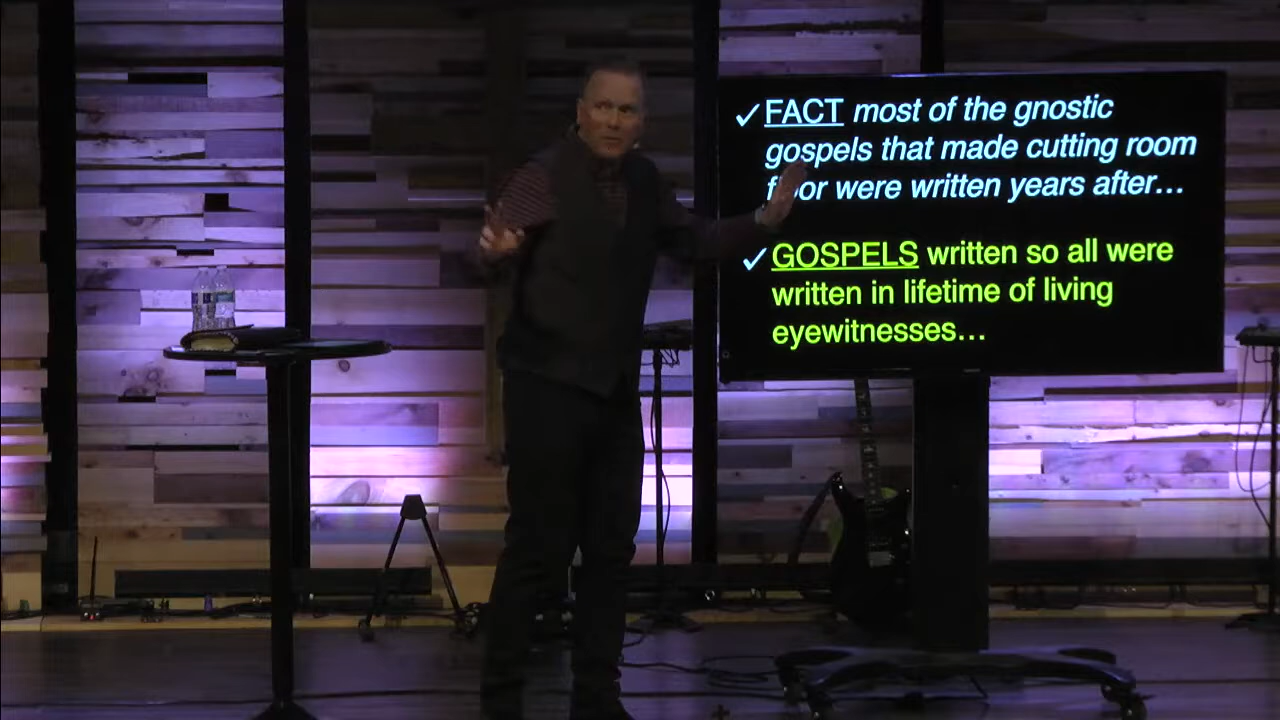 ✓ FACT most of the gnostic
gospels that made cutting room
floor were written years after…
✓ GOSPELS written so all were
written in lifetime of living
eyewitnesses…